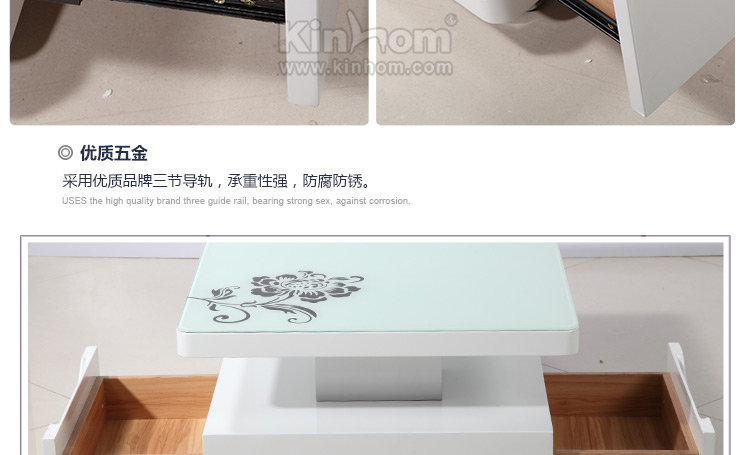 Kinhom®
www.kinhom.com
优质五金
采用优质品牌三节导轨，承重性强，防腐防锈。
USES the high quality brand three guide rail, bearing strong sex, against corrosion.